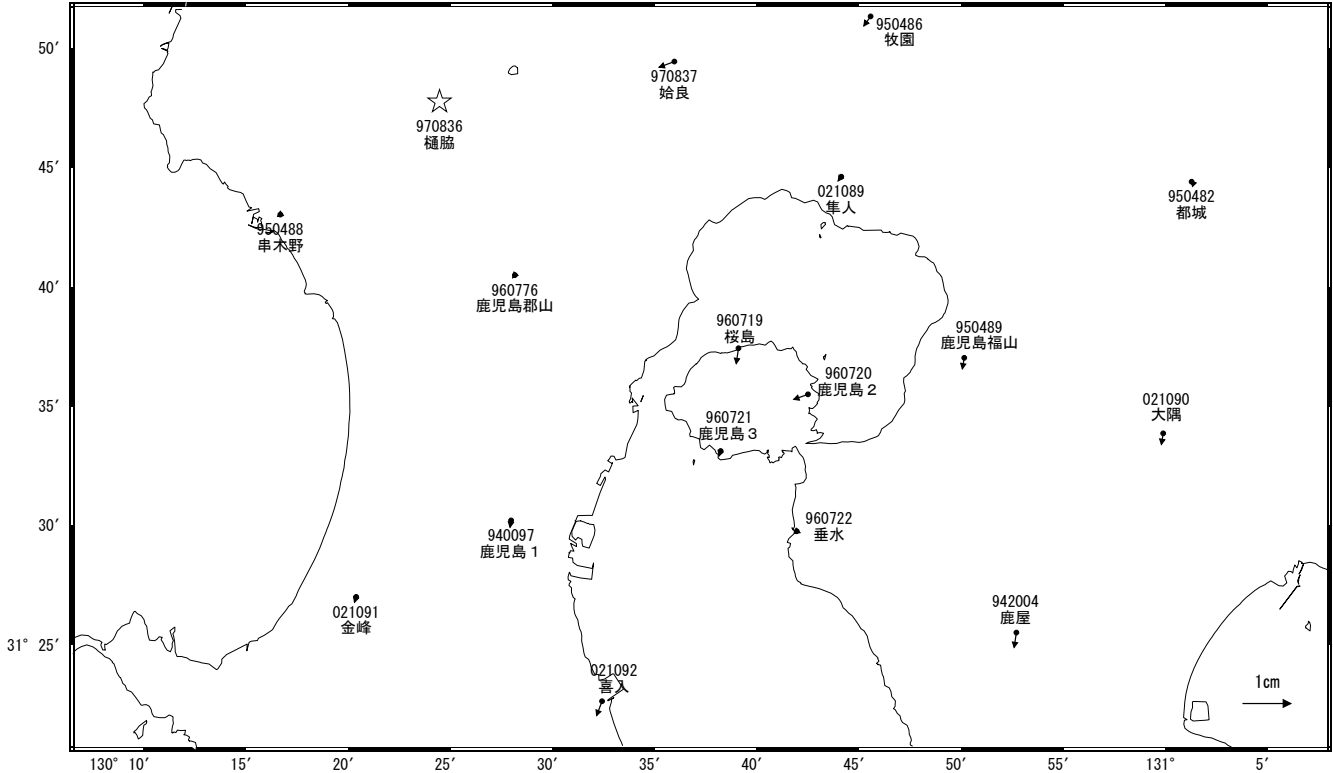 950486
牧園
50′
970837
姶良
970836
樋脇
45′
021089
隼人
950482
都城
950488
串木野
40′
960776
鹿児島郡山
960719
桜島
950489
鹿児島福山
960720
鹿児島２
35′
021090
大隅
960721
鹿児島３
30′
940097
鹿児島１
960722
垂水
021091
金峰
942004
鹿屋
31° 25′
021092
喜入
1cm
130° 10′ 15′ 20′ 25′ 30′ 35′ 40′ 45′ 50′ 55′ 131° 5′